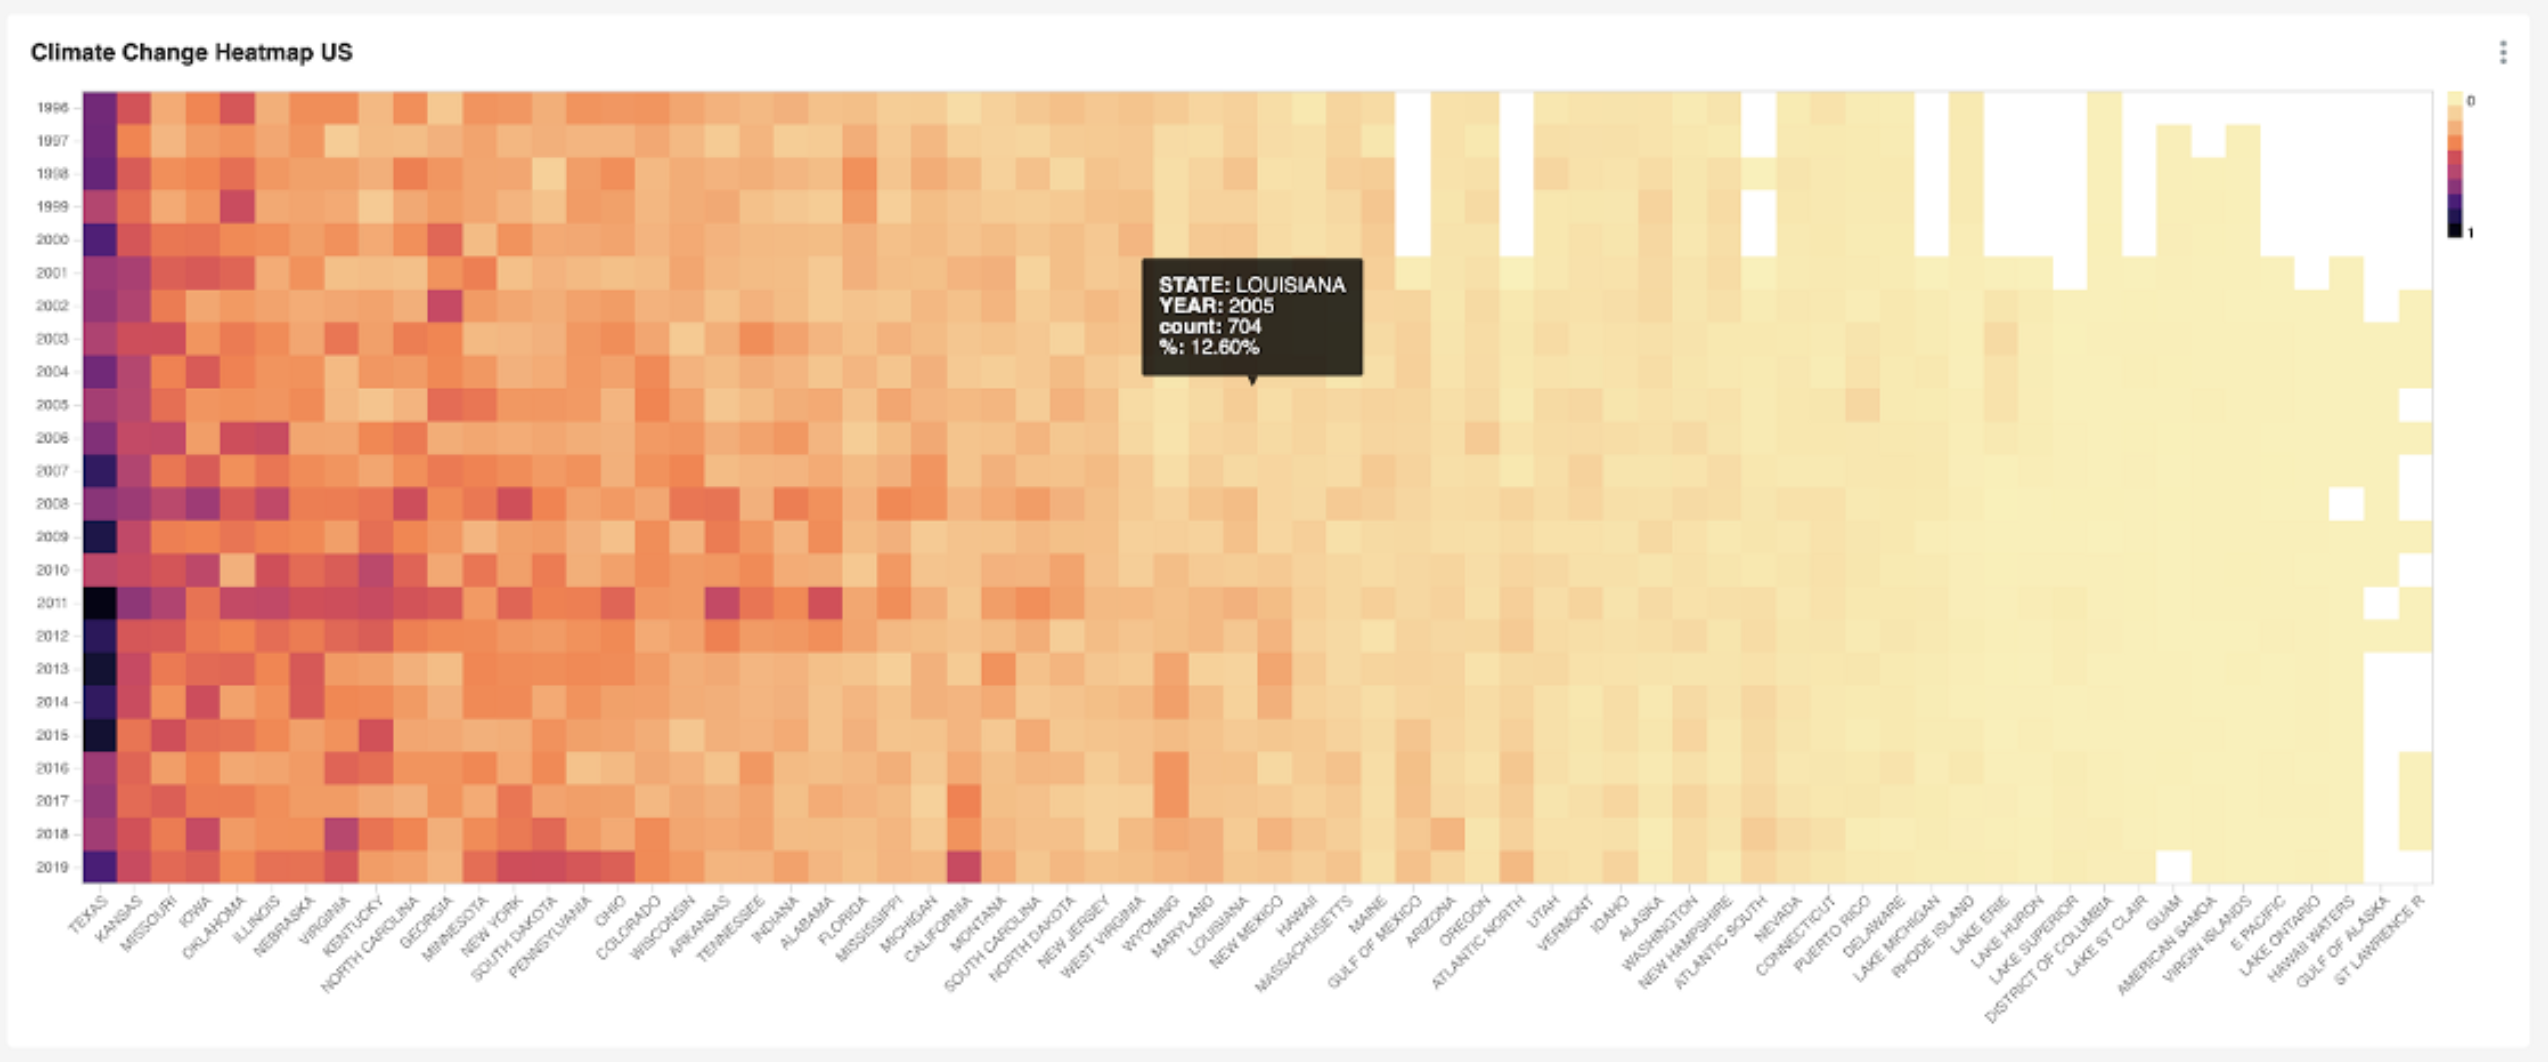 Climate Change Heatmap US
1996
1997
1998
1999
2000
2001
2002
2003
2004
2005
2006
2007
2008
2009
2010
2011
2012
2013
2014
2015
2016
2017
2018
2019
STATE: LOUISIANA
YEAR: 2005
count: 704
%: 12.60%
0
1
TEXAS
KANSAS
MISSOURI
IOWA
OKLAHOMA
ILLINOIS
NEBRASKA
VIRGINIA
KENTUCKY
NORTH CAROLINA
GEORGIA
MINNESOTA
NEW YORK
SOUTH DAKOTA
PENNSYLVANIA
OHIO
COLORADO
WISCONSIN
ARKANSAS
TENNESSEE
INDIANA
ALABAMA
FLORIDA
MISSISSIPPI
MICHIGAN
CALIFORNIA
MONTANA
SOUTH CAROLINA
NORTH DAKOTA
NEW JERSEY
WEST VIRGINIA
WYOMING
MARYLAND
LOUISIANA
NEW MEXICO
HAWAII
MASSACHUSETTS
MAINE
GULF OF MEXICO
ARIZONA
OREGON
ATLANTIC NORTH
UTAH
VERMONT
IDAHO
ALASKA
WASHINGTON
NEW HAMPSHIRE
ATLANTIC SOUTH
NEVADA
CONNECTICUT
PUERTO RICO
DELAWARE
LAKE MICHIGAN
RHODE ISLAND
LAKE ERIE
LAKE HURON
LAKE SUPERIOR
DISTRICT OF COLUMBIA
LAKE ST CLAIR
GUAM
AMERICAN SAMOA
VIRGIN ISLANDS
E PACIFIC
LAKE ONTARIO
HAWAII WATERS
GULF OF ALASKA
ST LAWRENCE R